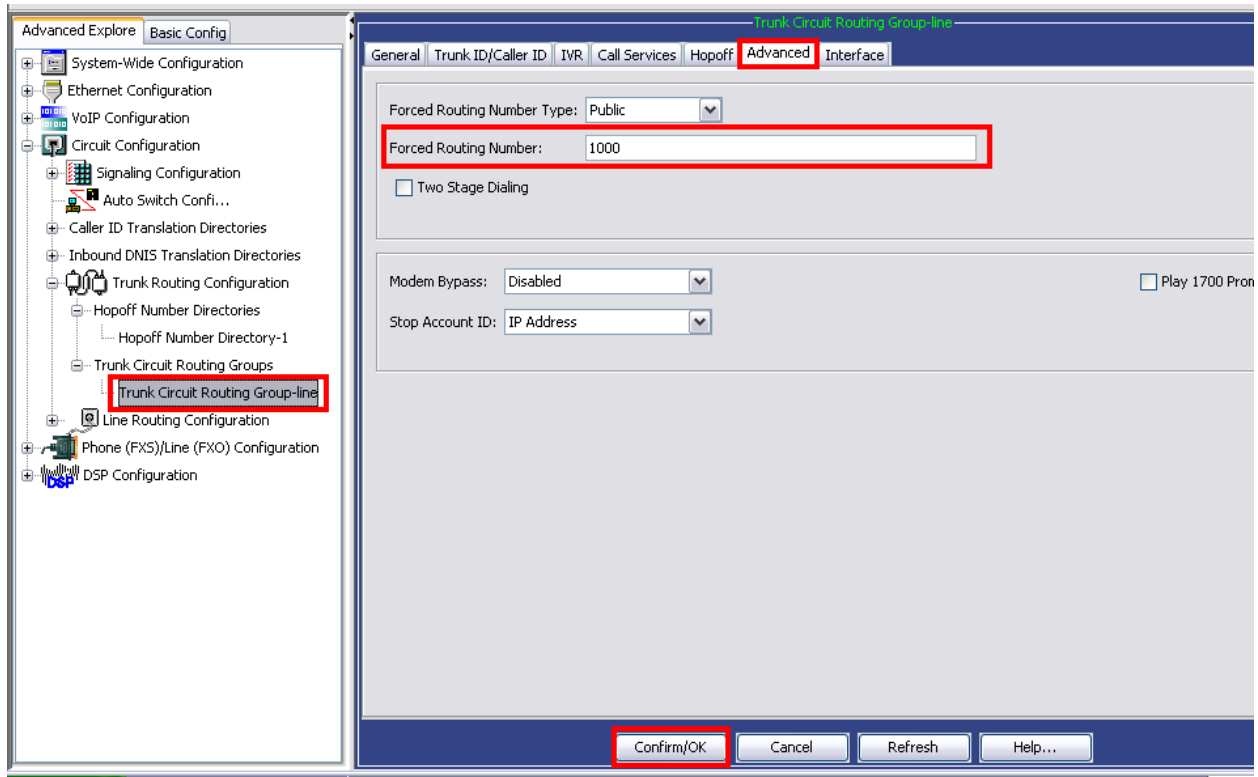 Advanced Explore Basic Config
System-Wide Configuration
Ethernet Configuration
VoIP Configuration
Circuit Configuration
Signaling Configuration
Auto Switch Confi...
Caller ID Translation Directories
Inbound DNIS Translation Directories
Trunk Routing Configuration
Hopoff Number Directories
Hopoff Number Directory-1
Trunk Circuit Routing Groups
Trunk Circuit Routing Group-line
Line Routing Configuration
Phone (FXS)/Line (FXO) Configuration
DSP
DSP Configuration
Trunk Circuit Routing Group-line
General Trunk ID/Caller ID IVR Call Services Hopoff Advanced Interface
Forced Routing Number Type: Public
Forced Routing Number: 1000
Two Stage Dialing
Modem Bypass: Disabled
Play 1700 Pron
Stop Account ID: IP Address
Confirm/OK Cancel Refresh Help...